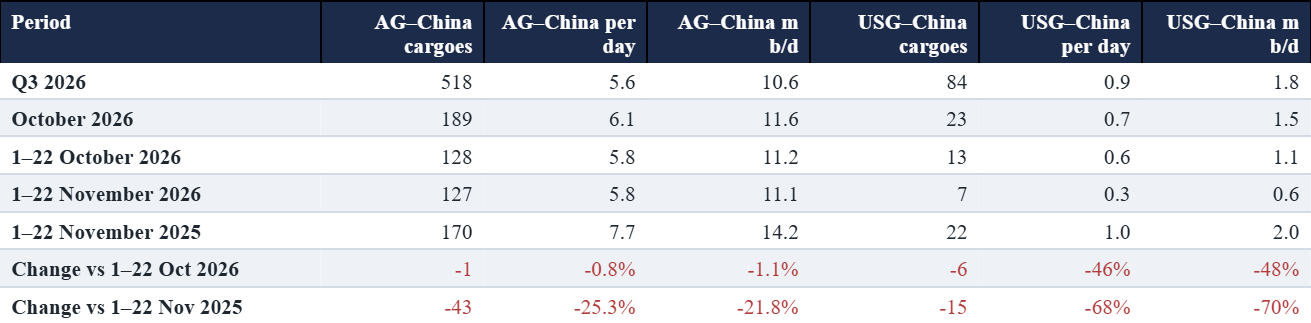 Period AG–China cargoes AG–China per day AG–China m b/d USG–China cargoes USG–China per day USG–China m b/d
Q3 2026 518 5.6 10.6 84 0.9 1.8
October 2026 189 6.1 11.6 23 0.7 1.5
1–22 October 2026 128 5.8 11.2 13 0.6 1.1
1–22 November 2026 127 5.8 11.1 7 0.3 0.6
1–22 November 2025 170 7.7 14.2 22 1.0 2.0
Change vs 1–22 Oct 2026 -1 -0.8% -1.1% -6 -46% -48%
Change vs 1–22 Nov 2025 -43 -25.3% -21.8% -15 -68% -70%